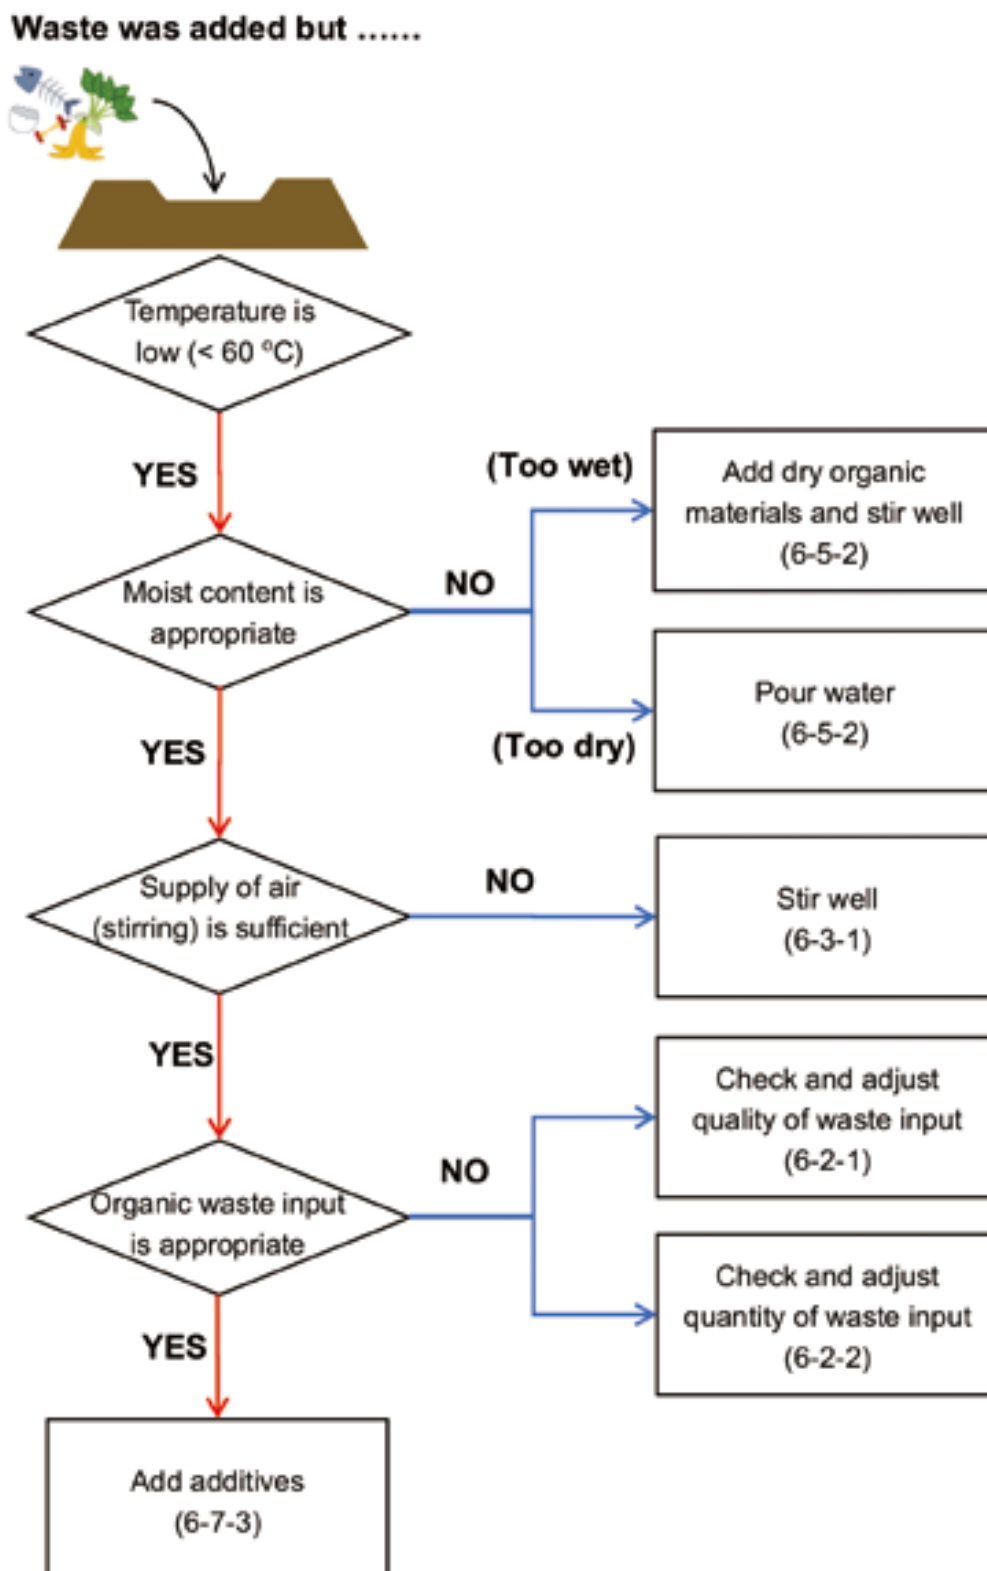 Waste was added but ......
Temperature is
low (< 60 °C)
YES
Moist content is
appropriate
NO
(Too wet)
Add dry organic
materials and stir well
(6-5-2)
(Too dry)
Pour water
(6-5-2)
YES
Supply of air
(stirring) is sufficient
NO
Stir well
(6-3-1)
YES
Organic waste input
is appropriate
NO
Check and adjust
quality of waste input
(6-2-1)
Check and adjust
quantity of waste input
(6-2-2)
YES
Add additives
(6-7-3)